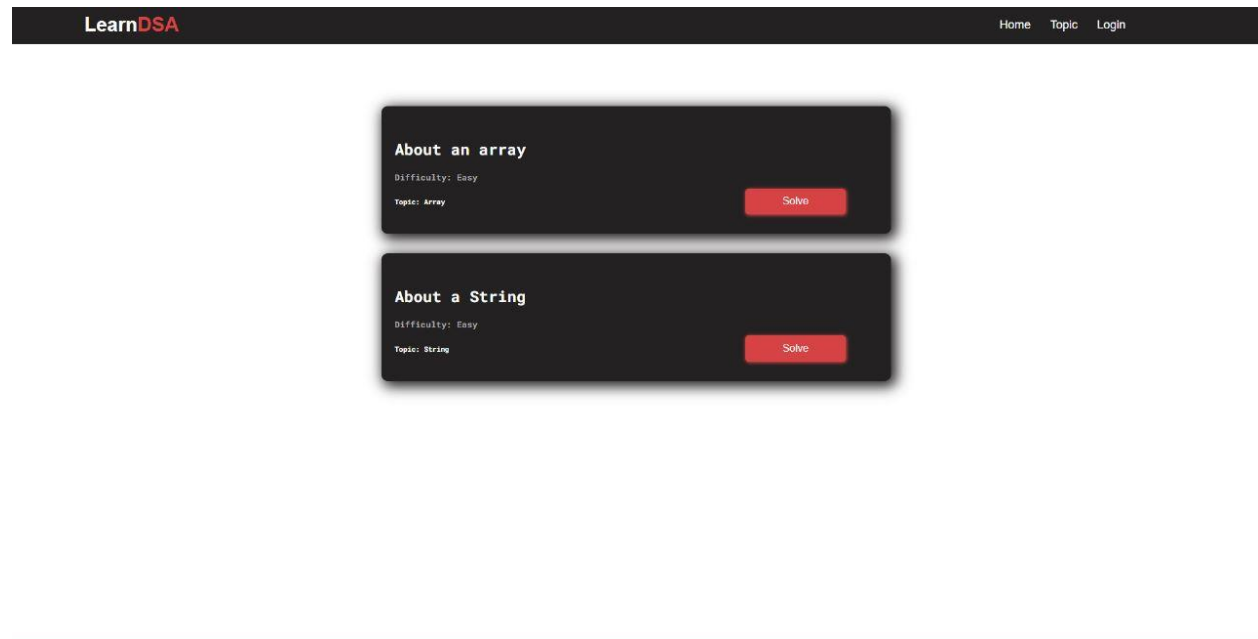 LearnDSA
Home Topic Login
About an array
Difficulty: Easy
Topic: Array
Solve
About a String
Difficulty: Easy
Topic: String
Solve